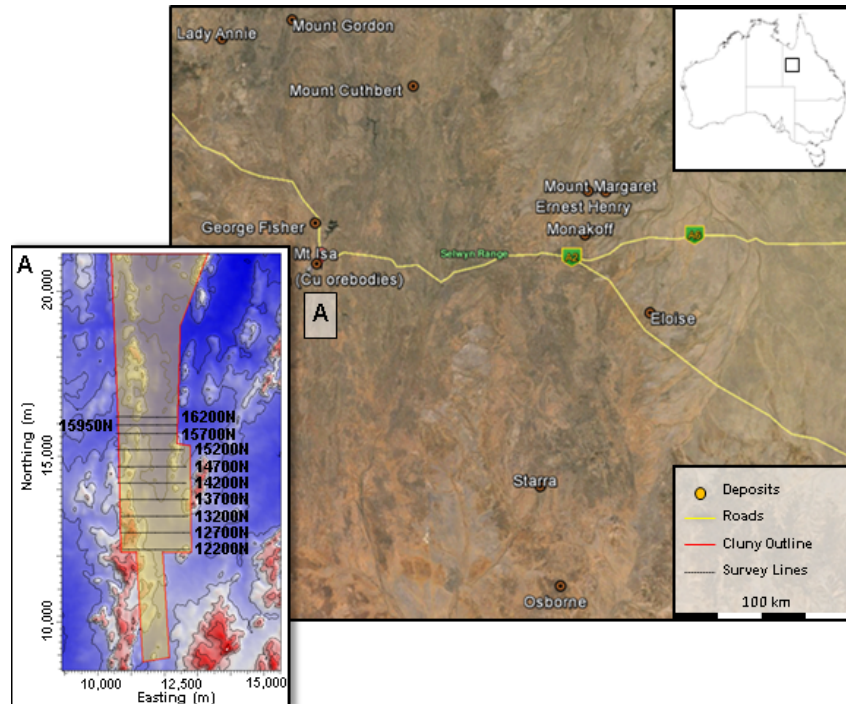 Lady Annie
Mount Gordon
Mount Cuthbert
Mount Margaret
Ernest Henry
Monakoff
George Fisher
Mt Isa
(Cu orebodies)
Selwyn Range
Eloise
A
Starra
Osborne
Deposits
Roads
Cluny Outline
Survey Lines
100 km
A
20,000
15,000
10,000
Northing (m)
15950N
16200N
15700N
15200N
14700N
14200N
13700N
13200N
12700N
12200N
10,000
12,500
15,000
Easting (m)